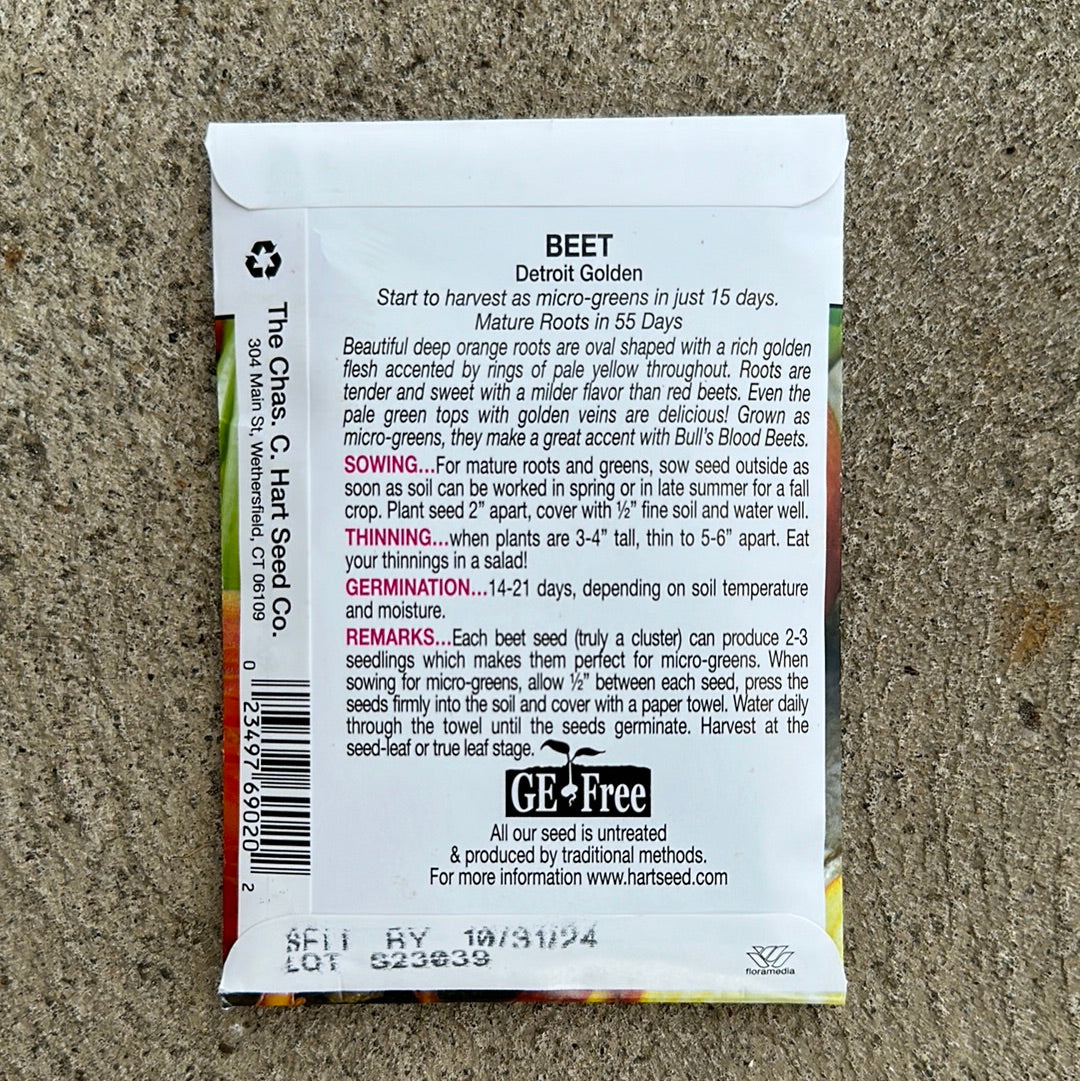 BEET
Detroit Golden
Start to harvest as micro-greens in just 15 days.
Mature Roots in 55 Days
Beautiful deep orange roots are oval shaped with a rich golden
flesh accented by rings of pale yellow throughout. Roots are
tender and sweet with a milder flavor than red beets. Even the
pale green tops with golden veins are delicious! Grown as
micro-greens, they make a great accent with Bull's Blood Beets.
SOWING...For mature roots and greens, sow seed outside as
soon as soil can be worked in spring or in late summer for a fall
crop. Plant seed 2" apart, cover with ½" fine soil and water well.
THINNING...when plants are 3-4" tall, thin to 5-6" apart. Eat
your thinnings in a salad!
GERMINATION...14-21 days, depending on soil temperature
and moisture.
REMARKS...Each beet seed (truly a cluster) can produce 2-3
seedlings which makes them perfect for micro-greens. When
sowing for micro-greens, allow ½" between each seed, press the
seeds firmly into the soil and cover with a paper towel. Water daily
through the towel until the seeds germinate. Harvest at the
seed-leaf or true leaf stage.
GE Free
All our seed is untreated
& produced by traditional methods.
For more information www.hartseed.com
The Chas. C. Hart Seed Co.
304 Main St, Wethersfield, CT 06109
0 23497 69020 2
SELL BY 10/31/24
LOT S23039
floramedia